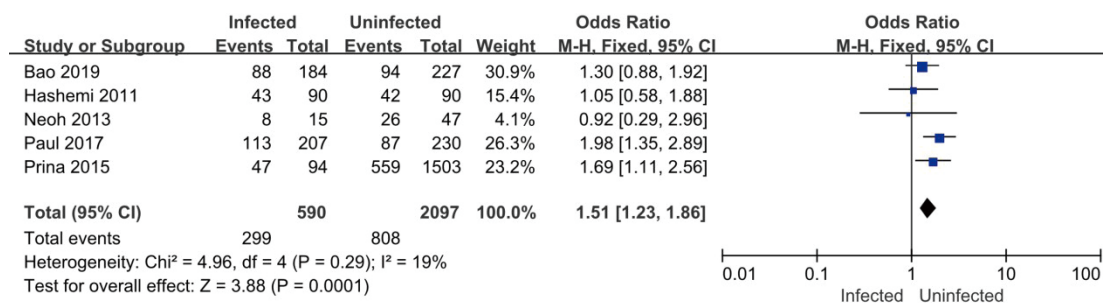 Infected Uninfected Odds Ratio Odds Ratio
Study or Subgroup Events Total Events Total Weight M-H, Fixed, 95% CI M-H, Fixed, 95% CI
Bao 2019 88 184 94 227 30.9% 1.30 [0.88, 1.92]
Hashemi 2011 43 90 42 90 15.4% 1.05 [0.58, 1.88]
Neoh 2013 8 15 26 47 4.1% 0.92 [0.29, 2.96]
Paul 2017 113 207 87 230 26.3% 1.98 [1.35, 2.89]
Prina 2015 47 94 559 1503 23.2% 1.69 [1.11, 2.56]
Total (95% CI) 590 2097 100.0% 1.51 [1.23, 1.86]
Total events 299 808
Heterogeneity: Chi² = 4.96, df = 4 (P = 0.29); I² = 19%
Test for overall effect: Z = 3.88 (P = 0.0001)
0.01 0.1 1 10 100
Infected Uninfected